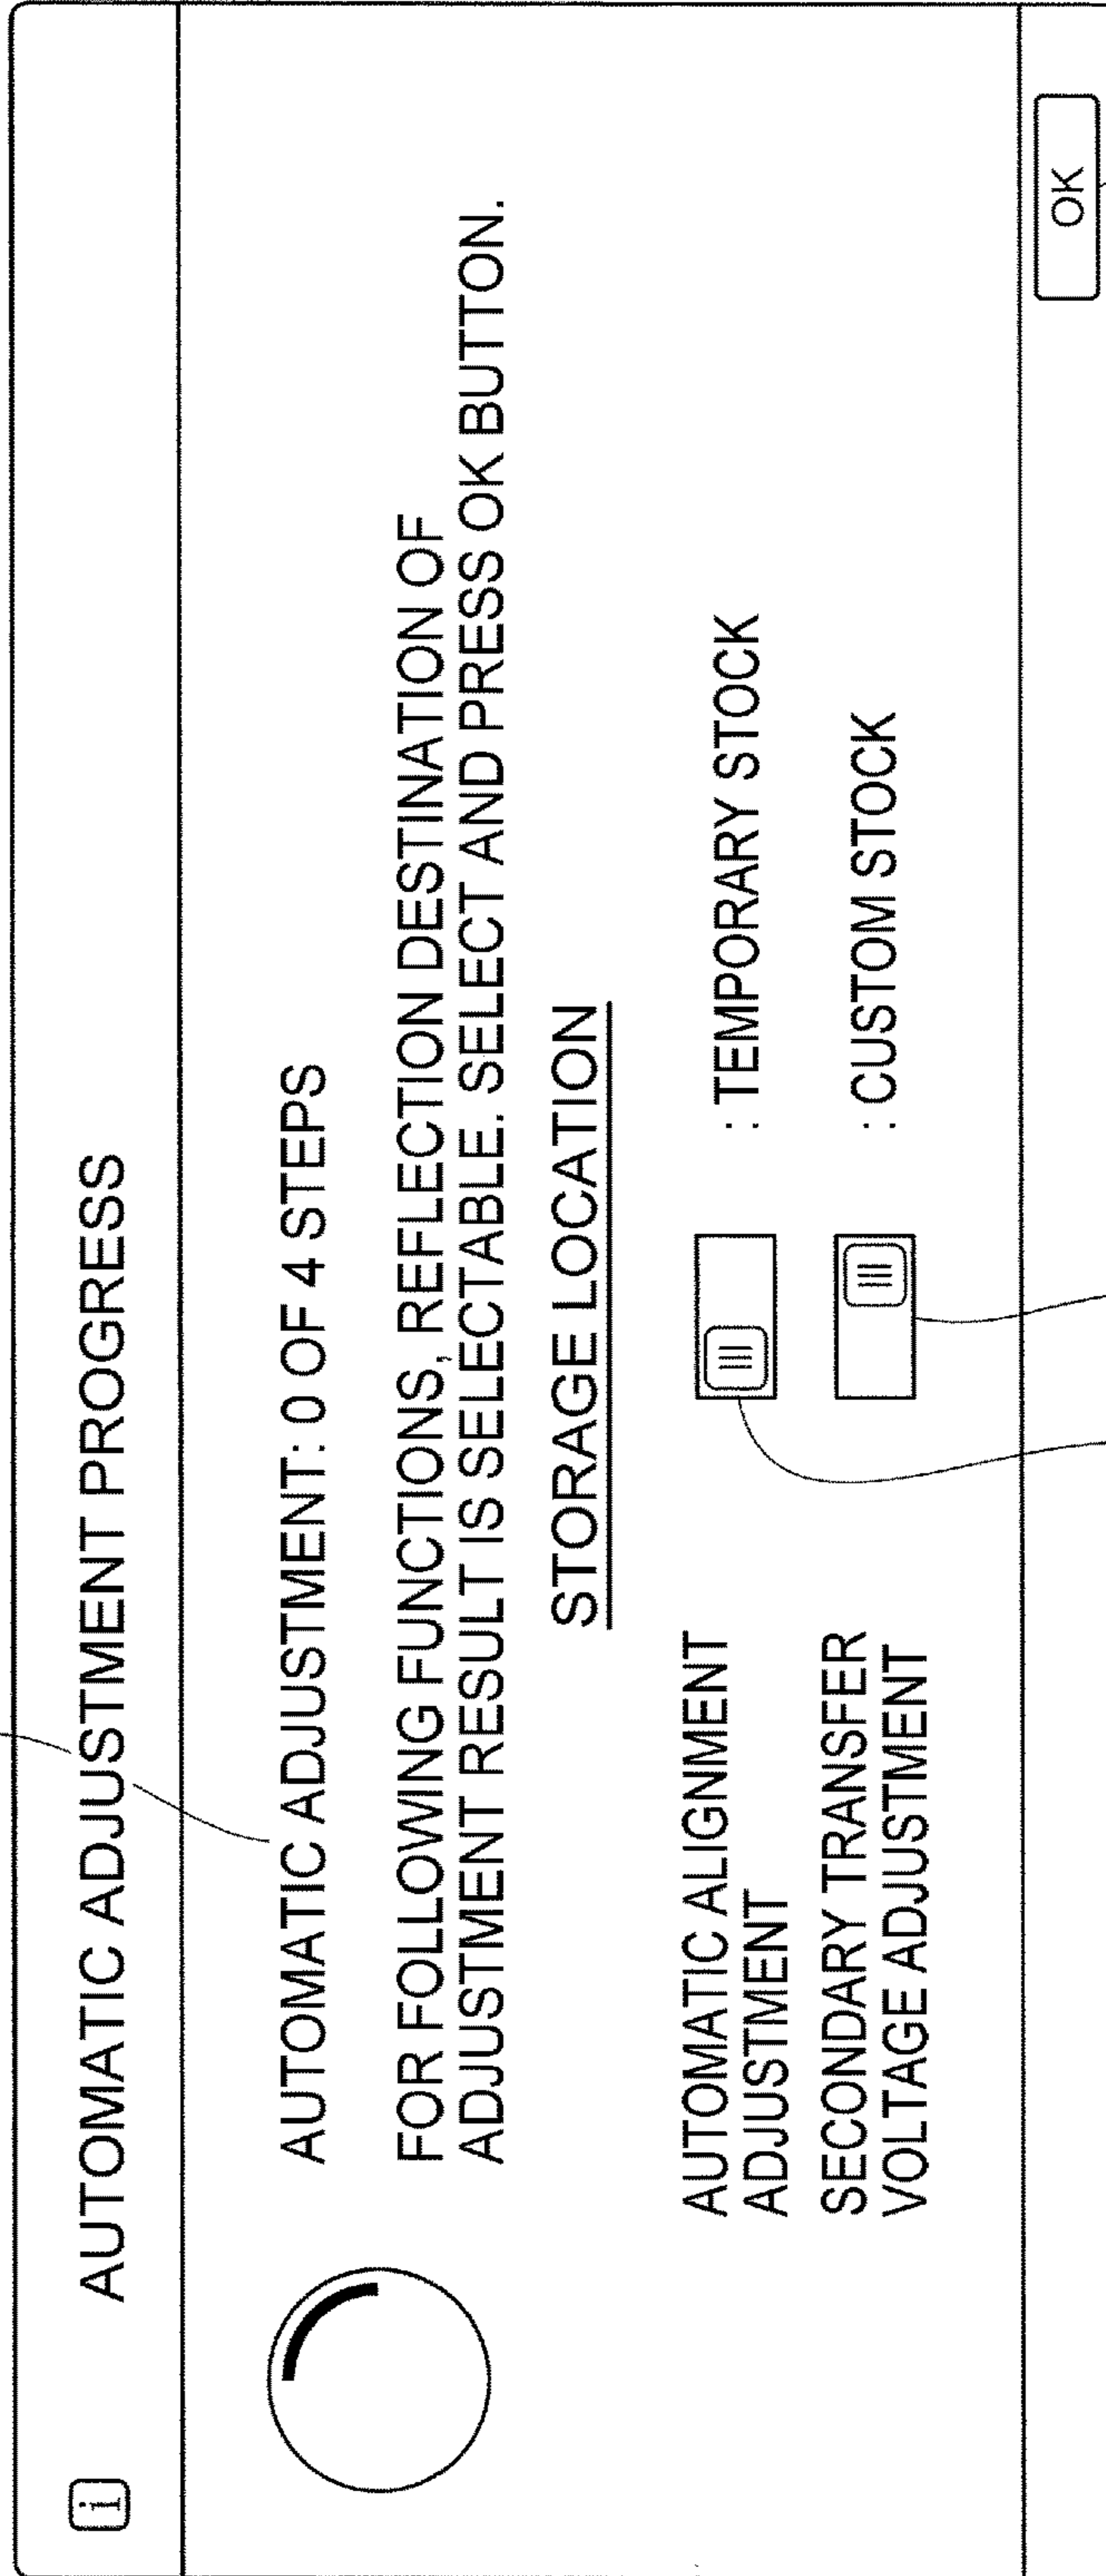 i
AUTOMATIC ADJUSTMENT PROGRESS
AUTOMATIC ADJUSTMENT: 0 OF 4 STEPS
FOR FOLLOWING FUNCTIONS, REFLECTION DESTINATION OF
ADJUSTMENT RESULT IS SELECTABLE. SELECT AND PRESS OK BUTTON.
STORAGE LOCATION
AUTOMATIC ALIGNMENT
ADJUSTMENT
: TEMPORARY STOCK
SECONDARY TRANSFER
VOLTAGE ADJUSTMENT
: CUSTOM STOCK
OK